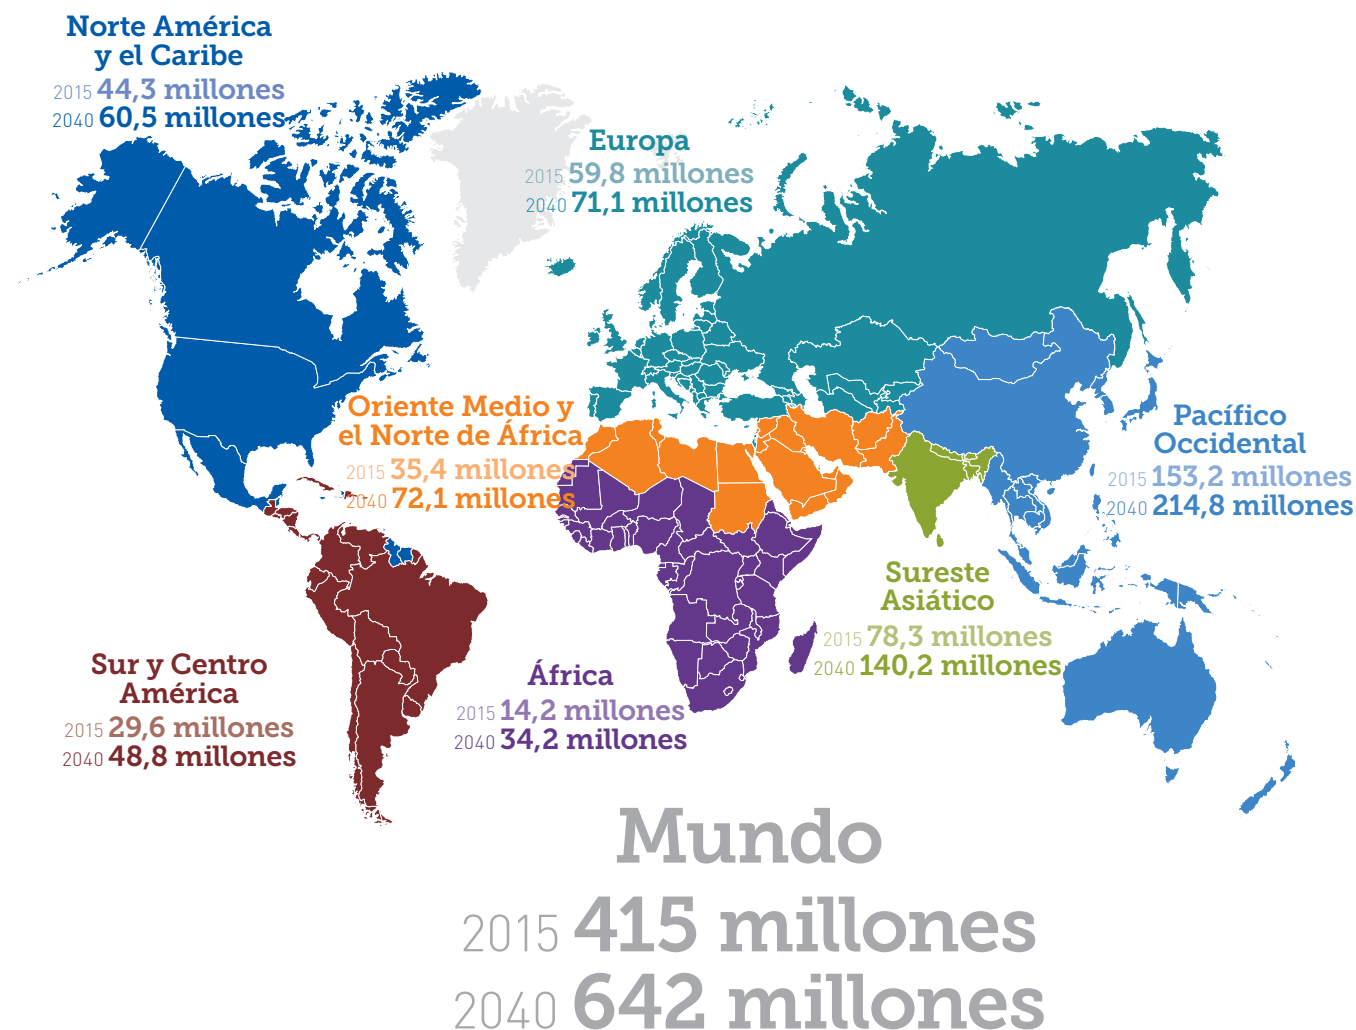 Norte América
y el Caribe
2015 44,3 millones
2040 60,5 millones
Europa
2015 59,8 millones
2040 71,1 millones
Oriente Medio y
el Norte de África
2015 35,4 millones
2040 72,1 millones
Pacífico
Occidental
2015 153,2 millones
2040 214,8 millones
Sureste
Asiático
2015 78,3 millones
2040 140,2 millones
Sur y Centro
América
2015 29,6 millones
2040 48,8 millones
África
2015 14,2 millones
2040 34,2 millones
Mundo
2015 415 millones
2040 642 millones